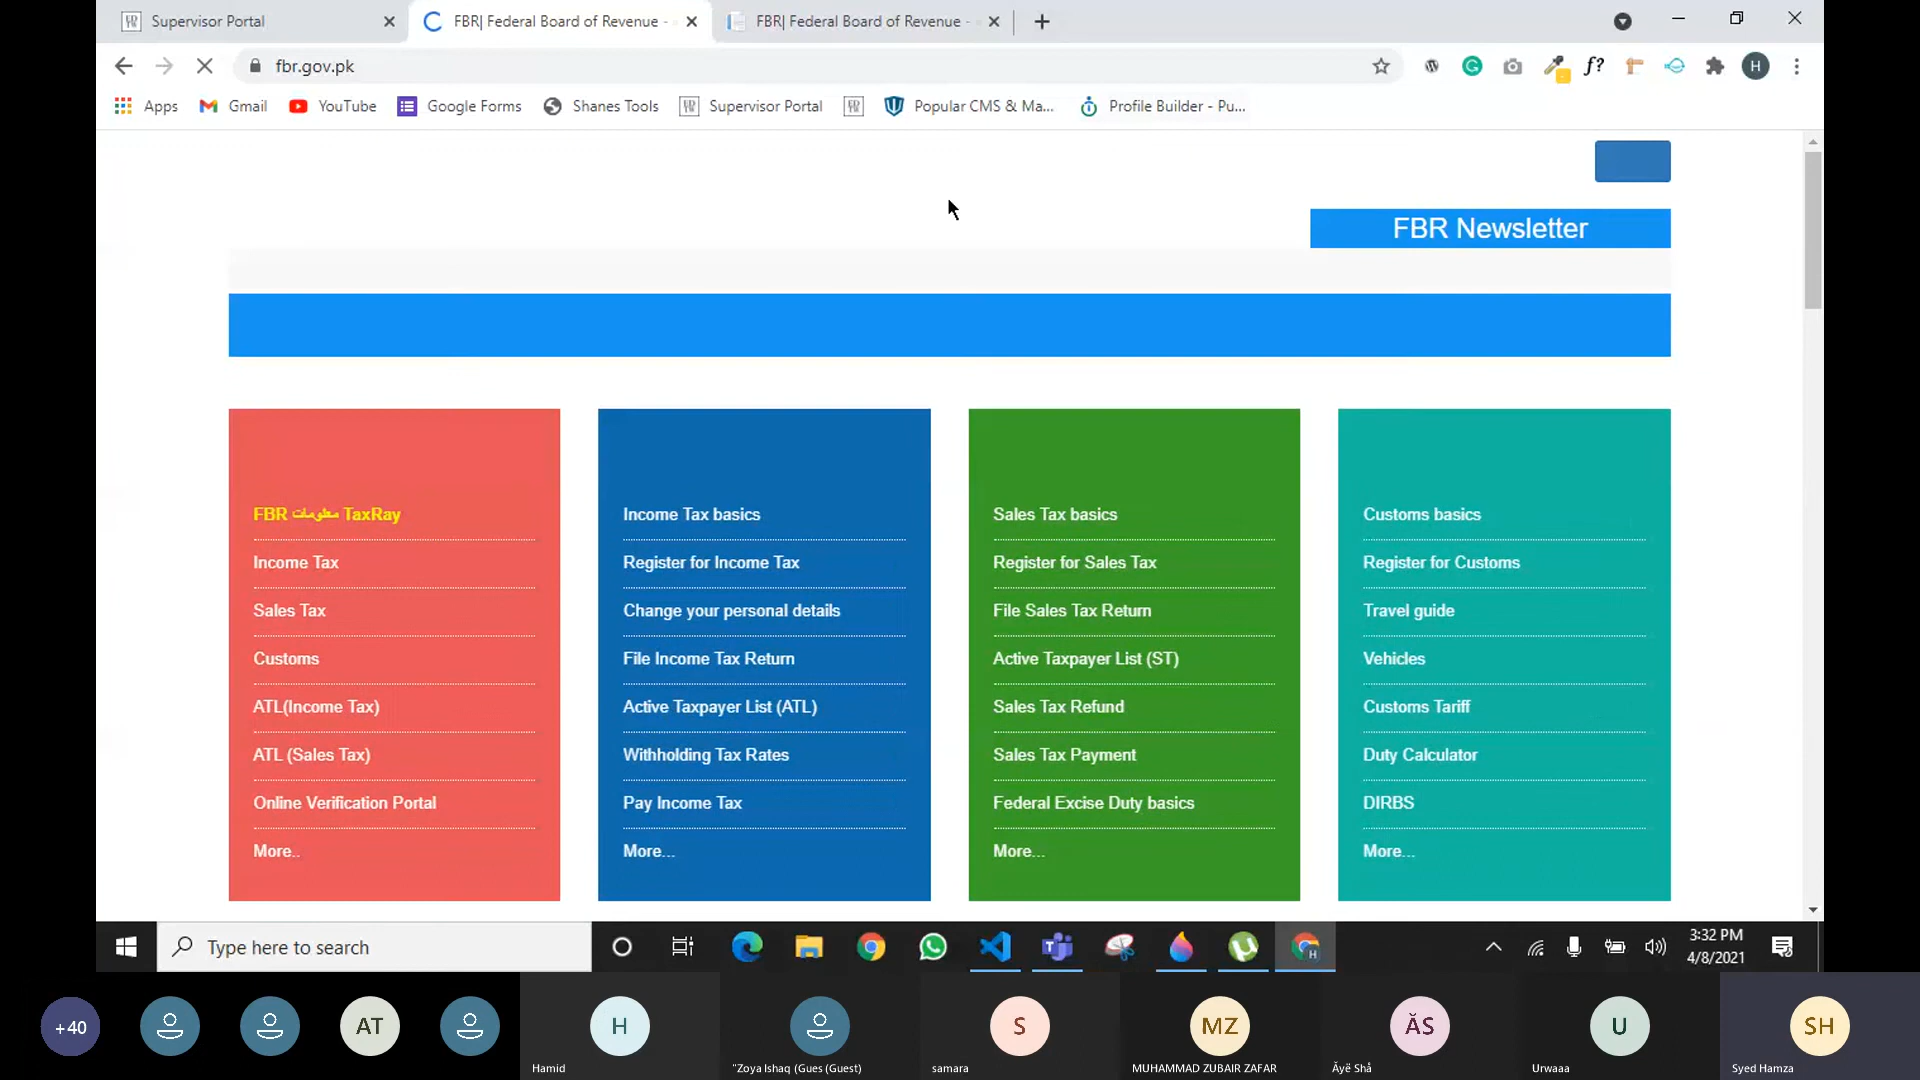 Supervisor Portal
FBR| Federal Board of Revenue -
FBR| Federal Board of Revenue -
fbr.gov.pk
f?
H
Apps
Gmail
YouTube
Google Forms
Shanes Tools
Supervisor Portal
Popular CMS & Ma...
Profile Builder - Pu...
FBR Newsletter
FBR معلومات TaxRay
Income Tax
Sales Tax
Customs
ATL(Income Tax)
ATL (Sales Tax)
Online Verification Portal
More..
Income Tax basics
Register for Income Tax
Change your personal details
File Income Tax Return
Active Taxpayer List (ATL)
Withholding Tax Rates
Pay Income Tax
More...
Sales Tax basics
Register for Sales Tax
File Sales Tax Return
Active Taxpayer List (ST)
Sales Tax Refund
Sales Tax Payment
Federal Excise Duty basics
More...
Customs basics
Register for Customs
Travel guide
Vehicles
Customs Tariff
Duty Calculator
DIRBS
More...
Type here to search
3:32 PM
4/8/2021
+40
AT
H
Hamid
"Zoya Ishaq (Gues (Guest)
S
samara
MZ
MUHAMMAD ZUBAIR ZAFAR
ĂS
Ăyë Shå
U
Urwaaa
SH
Syed Hamza